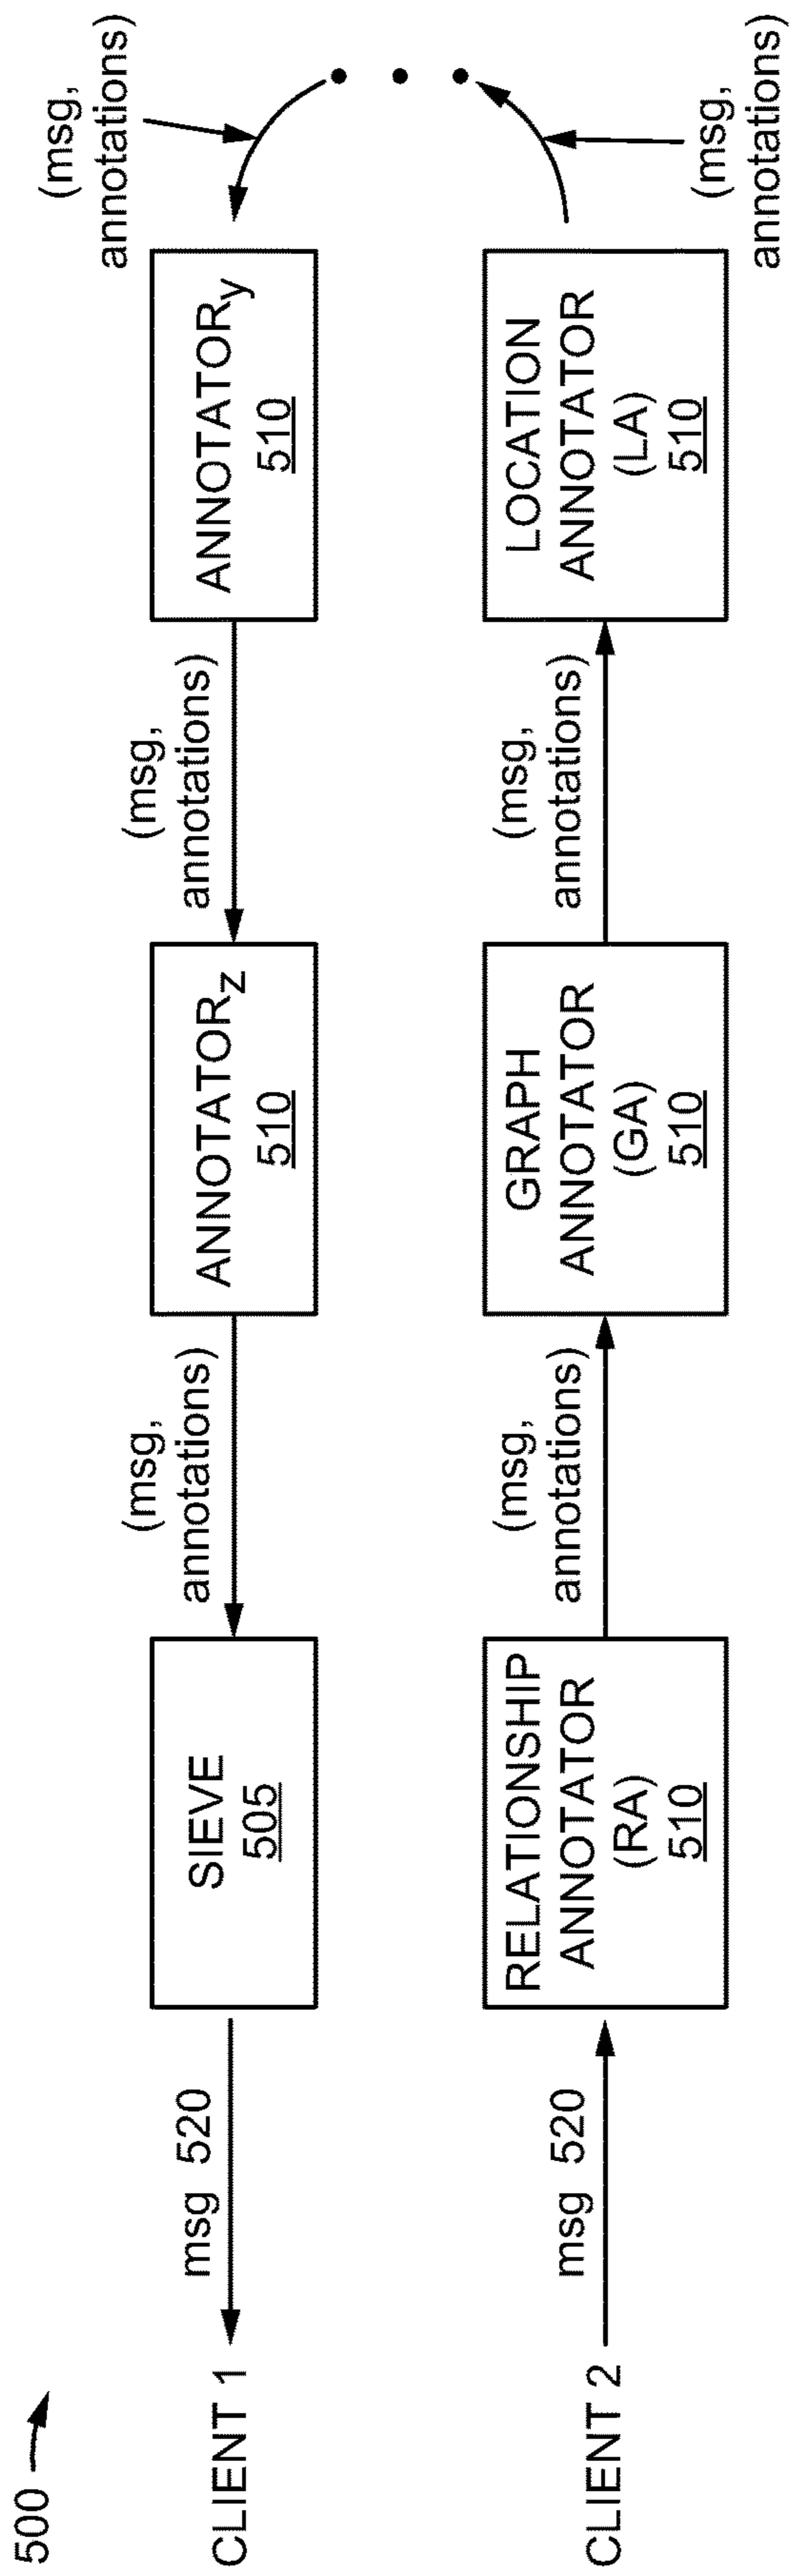 500
CLIENT 1
msg 520
SIEVE
505
(msg,
annotations)
ANNOTATORz
510
(msg,
annotations)
ANNOTATORy
510
(msg,
annotations)
CLIENT 2
msg 520
RELATIONSHIP
ANNOTATOR
(RA)
510
(msg,
annotations)
GRAPH
ANNOTATOR
(GA)
510
(msg,
annotations)
LOCATION
ANNOTATOR
(LA)
510
(msg,
annotations)